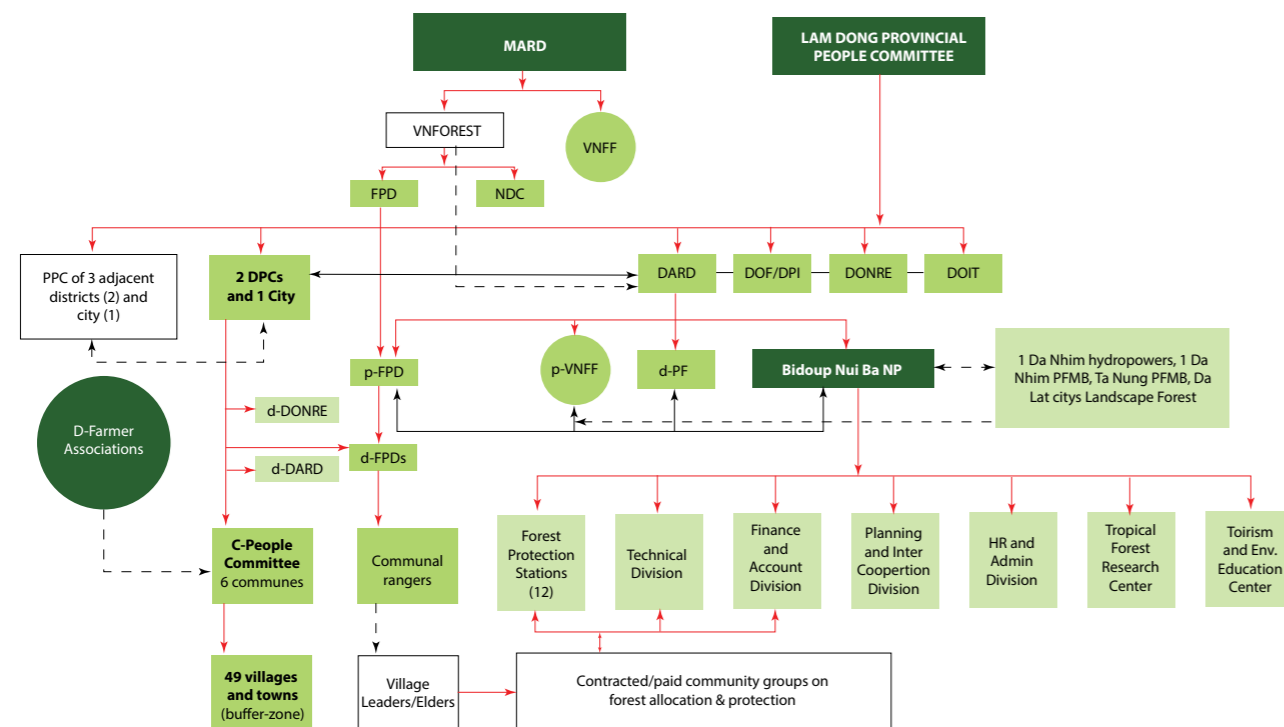 MARD
LAM DONG PROVINCIAL
PEOPLE COMMITTEE
VNFOREST
VNFF
FPD
NDC
PPC of 3 adjacent
districts (2) and
city (1)
2 DPCs
and 1 City
DARD
DOF/DPI
DONRE
DOIT
p-FPD
p-VNFF
d-PF
Bidoup Nui Ba NP
1 Da Nhim hydropowers, 1 Da
Nhim PFMB, Ta Nung PFMB, Da
Lat citys Landscape Forest
D-Farmer
Associations
d-DONRE
d-DARD
d-FPDs
C-People
Committee
6 communes
Communal
rangers
Forest
Protection
Stations
(12)
Technical
Division
Finance
and
Account
Division
Planning
and Inter
Coopertion
Division
HR and
Admin
Division
Tropical
Forest
Research
Center
Toirism
and Env.
Education
Center
49 villages
and towns
(buffer-zone)
Village
Leaders/Elders
Contracted/paid community groups on
forest allocation & protection